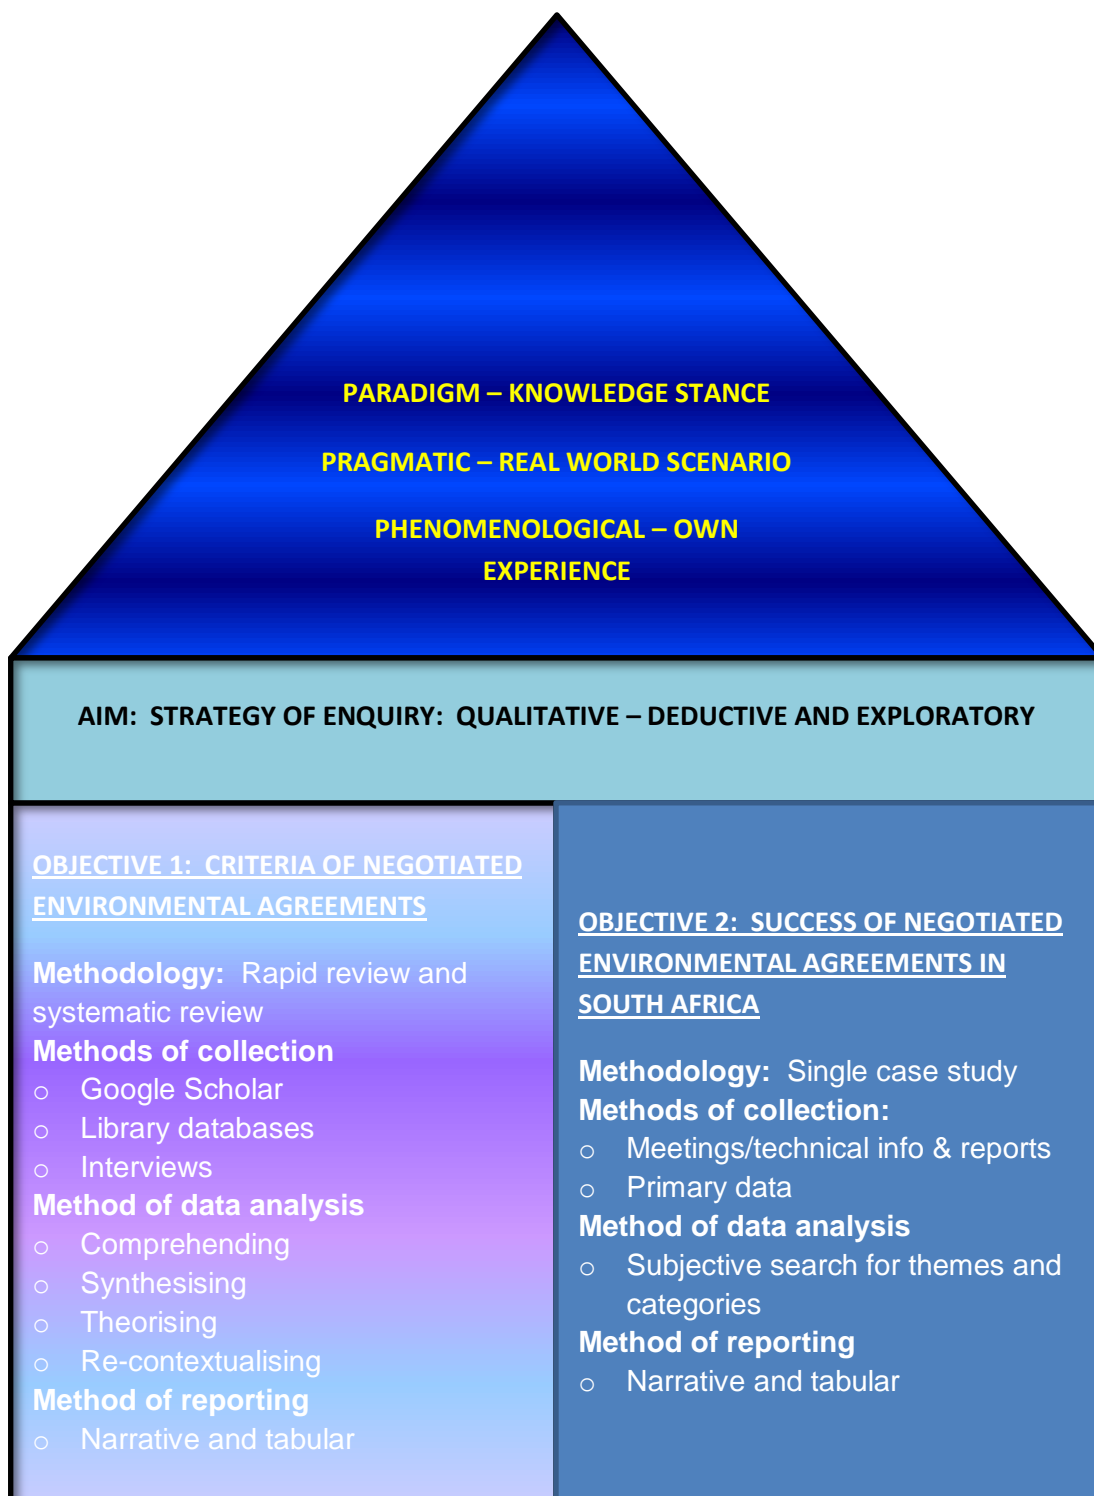 PARADIGM – KNOWLEDGE STANCE
PRAGMATIC – REAL WORLD SCENARIO
PHENOMENOLOGICAL – OWN
EXPERIENCE
AIM: STRATEGY OF ENQUIRY: QUALITATIVE – DEDUCTIVE AND EXPLORATORY
OBJECTIVE 1: CRITERIA OF NEGOTIATED
ENVIRONMENTAL AGREEMENTS
Methodology: Rapid review and
systematic review
Methods of collection
o Google Scholar
o Library databases
o Interviews
Method of data analysis
o Comprehending
o Synthesising
o Theorising
o Re-contextualising
Method of reporting
o Narrative and tabular
OBJECTIVE 2: SUCCESS OF NEGOTIATED
ENVIRONMENTAL AGREEMENTS IN
SOUTH AFRICA
Methodology: Single case study
Methods of collection:
o Meetings/technical info & reports
o Primary data
Method of data analysis
o Subjective search for themes and
categories
Method of reporting
o Narrative and tabular